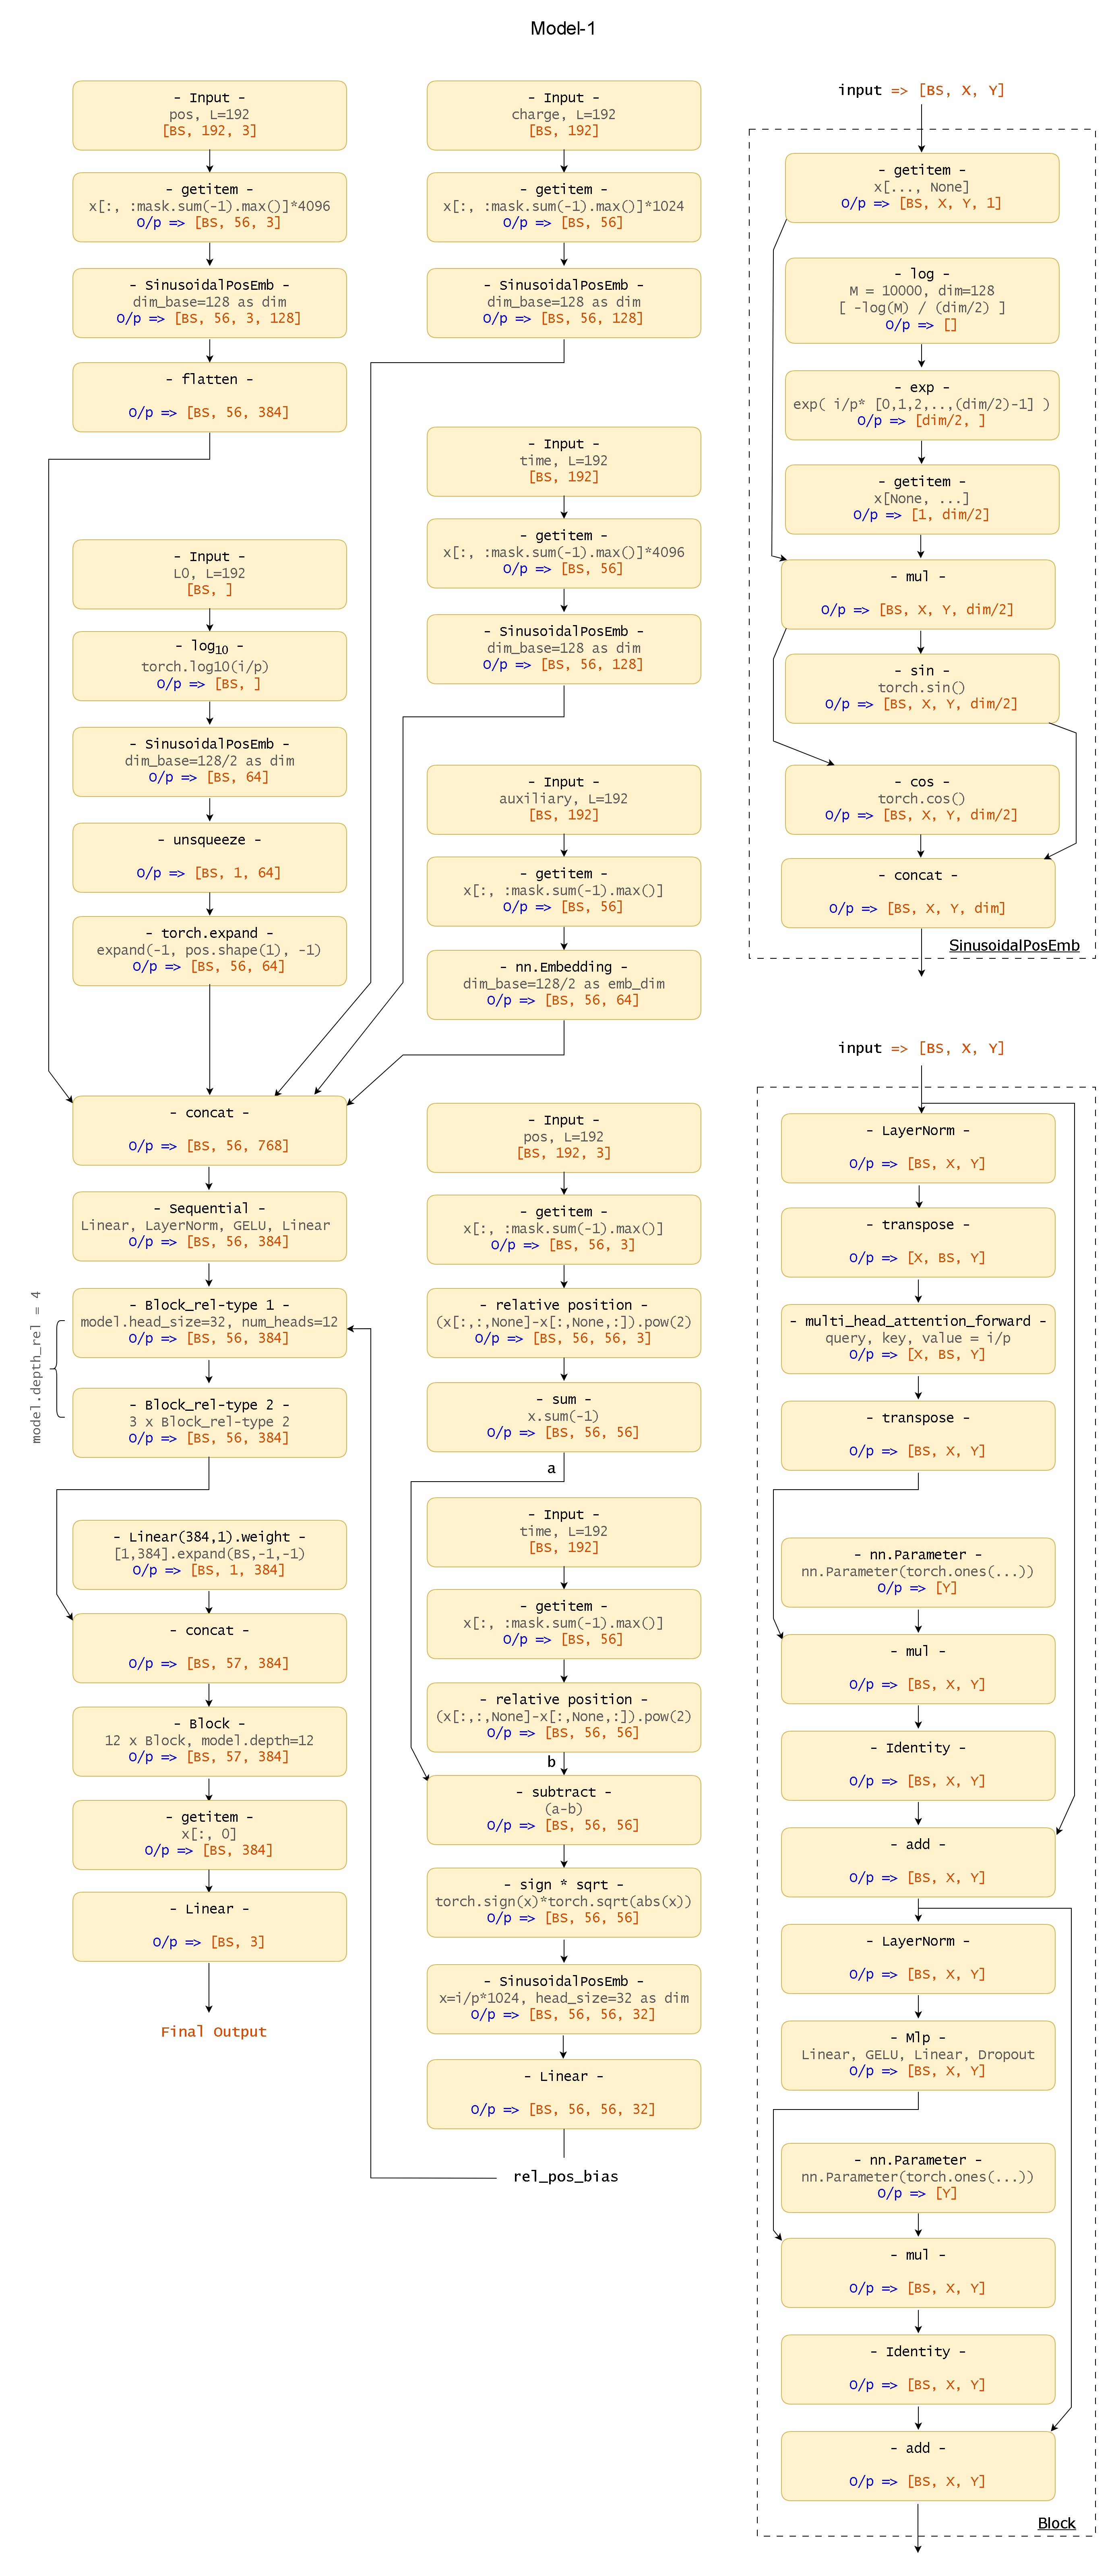 Model-1
- Input -
pos, L=192
[BS, 192, 3]
- getitem -
x[:, :mask.sum(-1).max()]*4096
O/p => [BS, 56, 3]
- SinusoidalPosEmb -
dim_base=128 as dim
O/p => [BS, 56, 3, 128]
- flatten -
O/p => [BS, 56, 384]
- Input -
L0, L=192
[BS, ]
- log10 -
torch.log10(i/p)
O/p => [BS, ]
- SinusoidalPosEmb -
dim_base=128/2 as dim
O/p => [BS, 64]
- unsqueeze -
O/p => [BS, 1, 64]
- torch.expand -
expand(-1, pos.shape(1), -1)
O/p => [BS, 56, 64]
- concat -
O/p => [BS, 56, 768]
- Sequential -
Linear, LayerNorm, GELU, Linear
O/p => [BS, 56, 384]
model.depth_rel = 4
- Block_rel-type 1 -
model.head_size=32, num_heads=12
O/p => [BS, 56, 384]
- Block_rel-type 2 -
3 x Block_rel-type 2
O/p => [BS, 56, 384]
- Linear(384,1).weight -
[1,384].expand(BS,-1,-1)
O/p => [BS, 1, 384]
- concat -
O/p => [BS, 57, 384]
- Block -
12 x Block, model.depth=12
O/p => [BS, 57, 384]
- getitem -
x[:, 0]
O/p => [BS, 384]
- Linear -
O/p => [BS, 3]
Final Output
- Input -
charge, L=192
[BS, 192]
- getitem -
x[:, :mask.sum(-1).max()]*1024
O/p => [BS, 56]
- SinusoidalPosEmb -
dim_base=128 as dim
O/p => [BS, 56, 128]
- Input -
time, L=192
[BS, 192]
- getitem -
x[:, :mask.sum(-1).max()]*4096
O/p => [BS, 56]
- SinusoidalPosEmb -
dim_base=128 as dim
O/p => [BS, 56, 128]
- Input -
auxiliary, L=192
[BS, 192]
- getitem -
x[:, :mask.sum(-1).max()]
O/p => [BS, 56]
- nn.Embedding -
dim_base=128/2 as emb_dim
O/p => [BS, 56, 64]
- Input -
pos, L=192
[BS, 192, 3]
- getitem -
x[:, :mask.sum(-1).max()]
O/p => [BS, 56, 3]
- relative position -
(x[:,:,None]-x[:,None,:]).pow(2)
O/p => [BS, 56, 56, 3]
- sum -
x.sum(-1)
O/p => [BS, 56, 56]
a
- Input -
time, L=192
[BS, 192]
- getitem -
x[:, :mask.sum(-1).max()]
O/p => [BS, 56]
- relative position -
(x[:,:,None]-x[:,None,:]).pow(2)
O/p => [BS, 56, 56]
b
- subtract -
(a-b)
O/p => [BS, 56, 56]
- sign * sqrt -
torch.sign(x)*torch.sqrt(abs(x))
O/p => [BS, 56, 56]
- SinusoidalPosEmb -
x=i/p*1024, head_size=32 as dim
O/p => [BS, 56, 56, 32]
- Linear -
O/p => [BS, 56, 56, 32]
rel_pos_bias
input => [BS, X, Y]
- getitem -
x[..., None]
O/p => [BS, X, Y, 1]
- log -
M = 10000, dim=128
[ -log(M) / (dim/2) ]
O/p => []
- exp -
exp( i/p* [0,1,2,..,(dim/2)-1] )
O/p => [dim/2, ]
- getitem -
x[None, ...]
O/p => [1, dim/2]
- mul -
O/p => [BS, X, Y, dim/2]
- sin -
torch.sin()
O/p => [BS, X, Y, dim/2]
- cos -
torch.cos()
O/p => [BS, X, Y, dim/2]
- concat -
O/p => [BS, X, Y, dim]
SinusoidalPosEmb
input => [BS, X, Y]
- LayerNorm -
O/p => [BS, X, Y]
- transpose -
O/p => [X, BS, Y]
- multi_head_attention_forward -
query, key, value = i/p
O/p => [X, BS, Y]
- transpose -
O/p => [BS, X, Y]
- nn.Parameter -
nn.Parameter(torch.ones(...))
O/p => [Y]
- mul -
O/p => [BS, X, Y]
- Identity -
O/p => [BS, X, Y]
- add -
O/p => [BS, X, Y]
- LayerNorm -
O/p => [BS, X, Y]
- Mlp -
Linear, GELU, Linear, Dropout
O/p => [BS, X, Y]
- nn.Parameter -
nn.Parameter(torch.ones(...))
O/p => [Y]
- mul -
O/p => [BS, X, Y]
- Identity -
O/p => [BS, X, Y]
- add -
O/p => [BS, X, Y]
Block